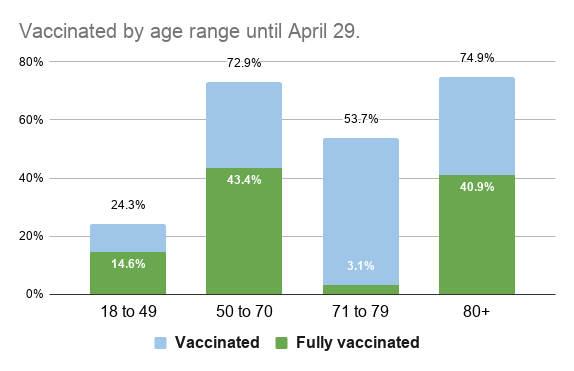 Vaccinated by age range until April 29.
80%
60%
40%
20%
0%
24.3%
14.6%
72.9%
43.4%
53.7%
3.1%
74.9%
40.9%
18 to 49
50 to 70
71 to 79
80+
Vaccinated
Fully vaccinated